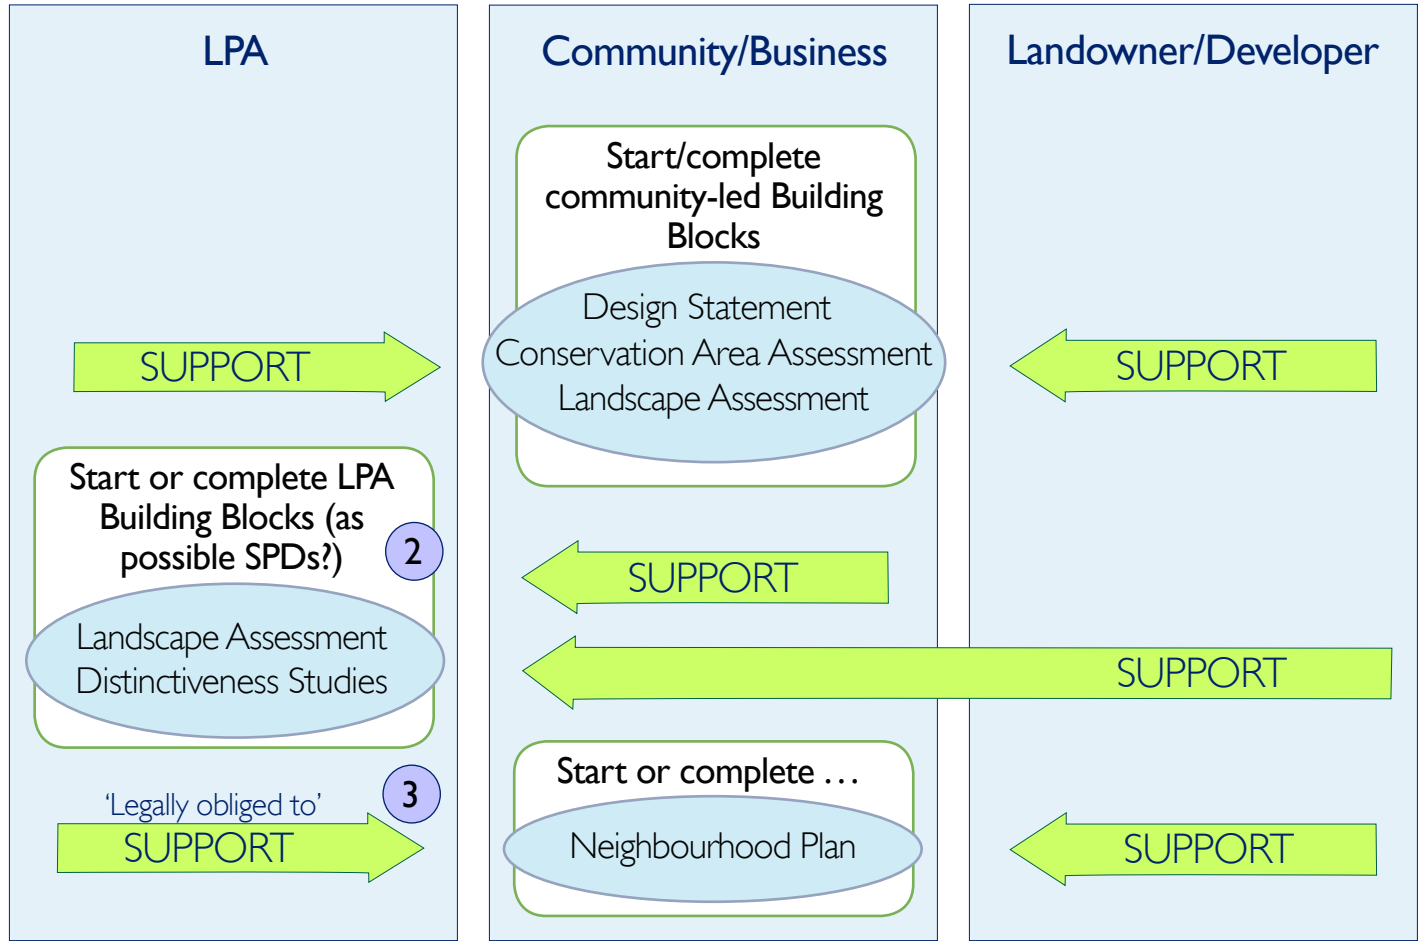 LPA
Community/Business
Landowner/Developer
Start/complete
community-led Building
Blocks
Design Statement
Conservation Area Assessment
Landscape Assessment
SUPPORT
SUPPORT
Start or complete LPA
Building Blocks (as
possible SPDs?)
2
Landscape Assessment
Distinctiveness Studies
SUPPORT
SUPPORT
3
‘Legally obliged to’
SUPPORT
Start or complete …
Neighbourhood Plan
SUPPORT